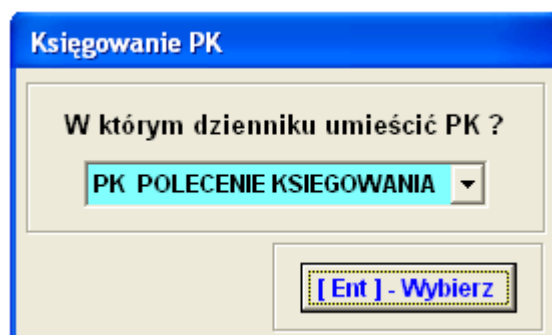 Księgowanie PK
W którym dzienniku umieścić PK ?
PK POLECENIE KSIEGOWANIA
[ Ent ] - Wybierz